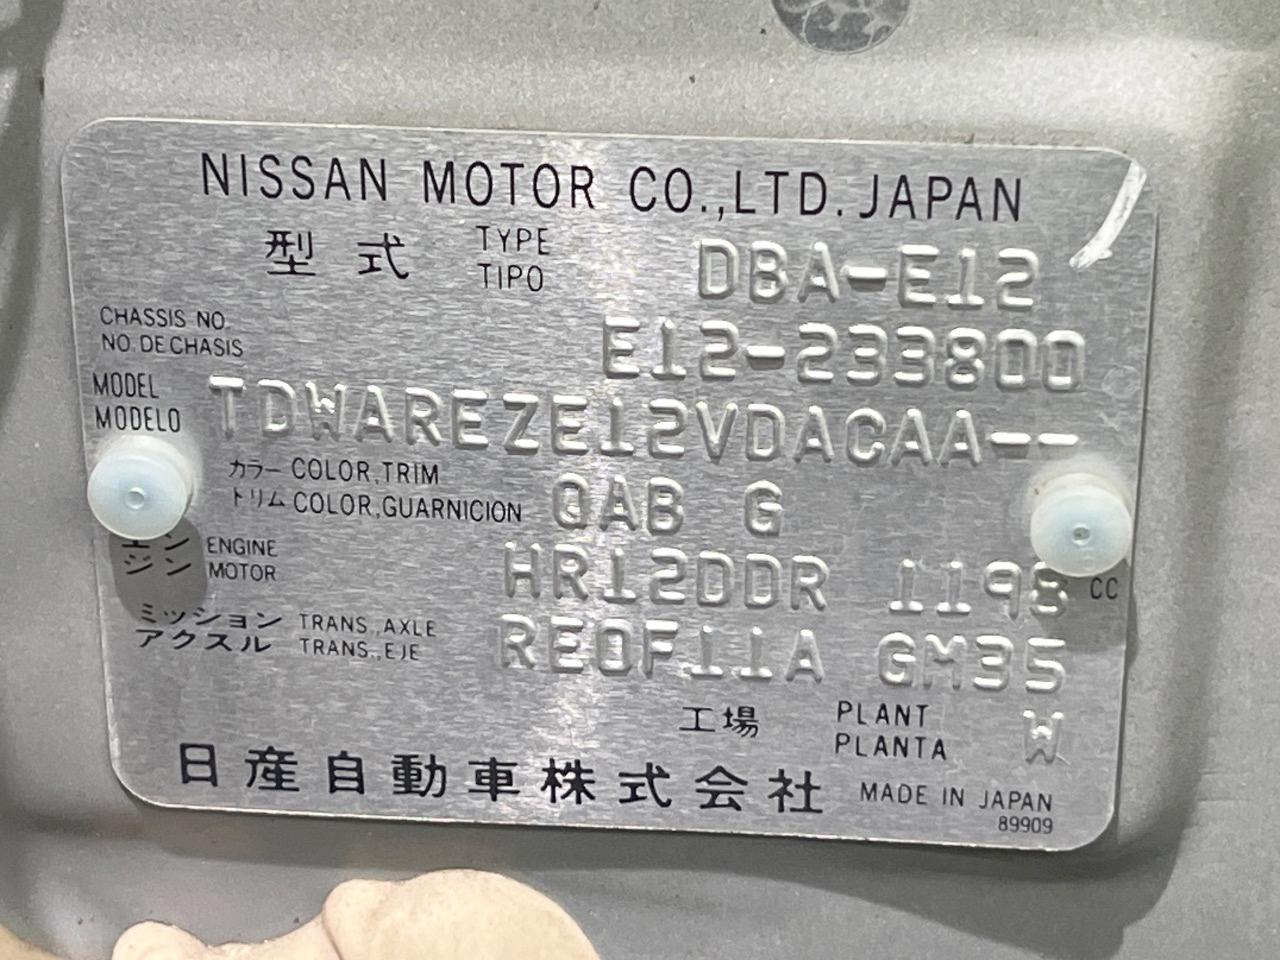 NISSAN MOTOR CO.,LTD. JAPAN
型式 TYPE DBA-E12
TIPO
CHASSIS NO. E12-233800
NO. DE CHASIS
MODEL TDWAREZE12VDACAA--
MODELO
カラー COLOR,TRIM QAB G
トリム COLOR,GUARNICION
エン ENGINE HR12DDR 1198 CC
ジン MOTOR
ミッション TRANS.,AXLE RE0F11A GM35
アクスル TRANS.,EJE
工場 PLANT W
PLANTA
日産自動車株式会社 MADE IN JAPAN
89909